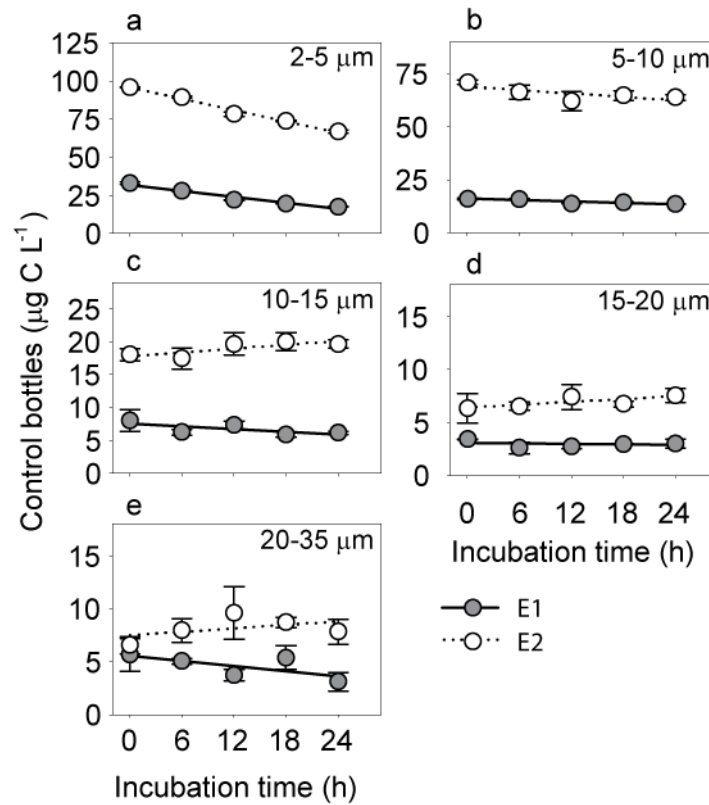 a
2-5 μm
125
100
75
50
25
0
b
5-10 μm
75
50
25
0
Control bottles (μg C L-1)
c
10-15 μm
25
20
15
10
5
0
d
15-20 μm
15
10
5
0
0 6 12 18 24
Incubation time (h)
e
20-35 μm
15
10
5
0
0 6 12 18 24
Incubation time (h)
E1
E2